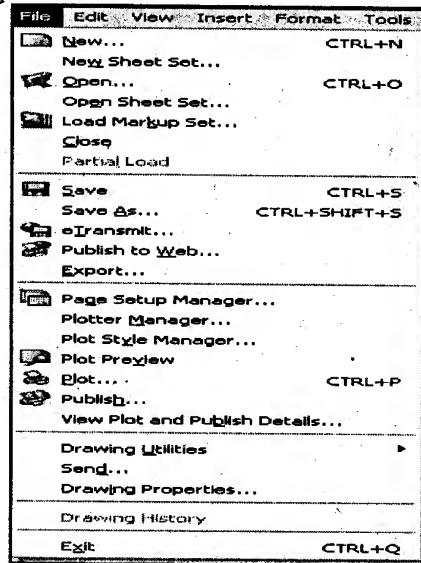 File Edit View Insert Format Tools
New... CTRL+N
New Sheet Set...
Open... CTRL+O
Open Sheet Set...
Load Markup Set...
Close
Partial Load
Save CTRL+S
Save As... CTRL+SHIFT+S
eTransmit...
Publish to Web...
Export...
Page Setup Manager...
Plotter Manager...
Plot Style Manager...
Plot Preview
Plot... CTRL+P
Publish...
View Plot and Publish Details...
Drawing Utilities
Send...
Drawing Properties...
Drawing History
Exit CTRL+Q